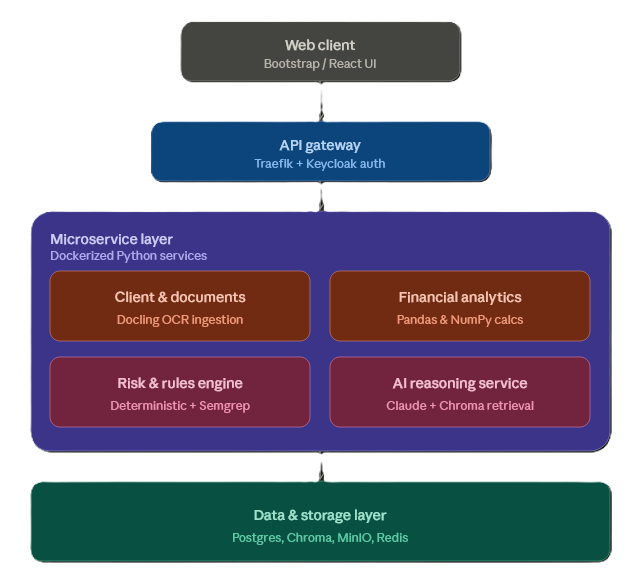 Web client
Bootstrap / React UI
API gateway
Traefik + Keycloak auth
Microservice layer
Dockerized Python services
Client & documents
Docling OCR ingestion
Financial analytics
Pandas & NumPy calcs
Risk & rules engine
Deterministic + Semgrep
AI reasoning service
Claude + Chroma retrieval
Data & storage layer
Postgres, Chroma, MinIO, Redis